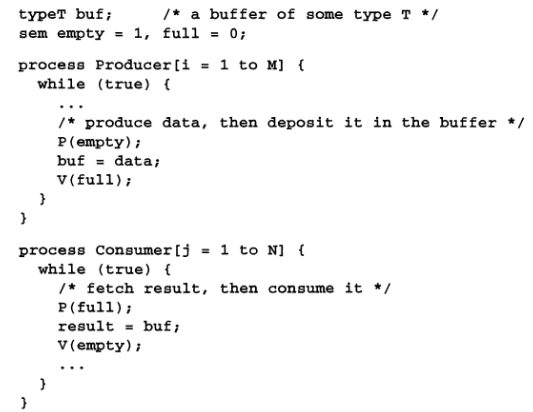 typeT buf;      /* a buffer of some type T */
sem empty = 1, full = 0;
process Producer[i = 1 to M] {
  while (true) {
    ...
    /* produce data, then deposit it in the buffer */
    P(empty);
    buf = data;
    V(full);
  }
}
process Consumer[j = 1 to N] {
  while (true) {
    /* fetch result, then consume it */
    P(full);
    result = buf;
    V(empty);
    ...
  }
}